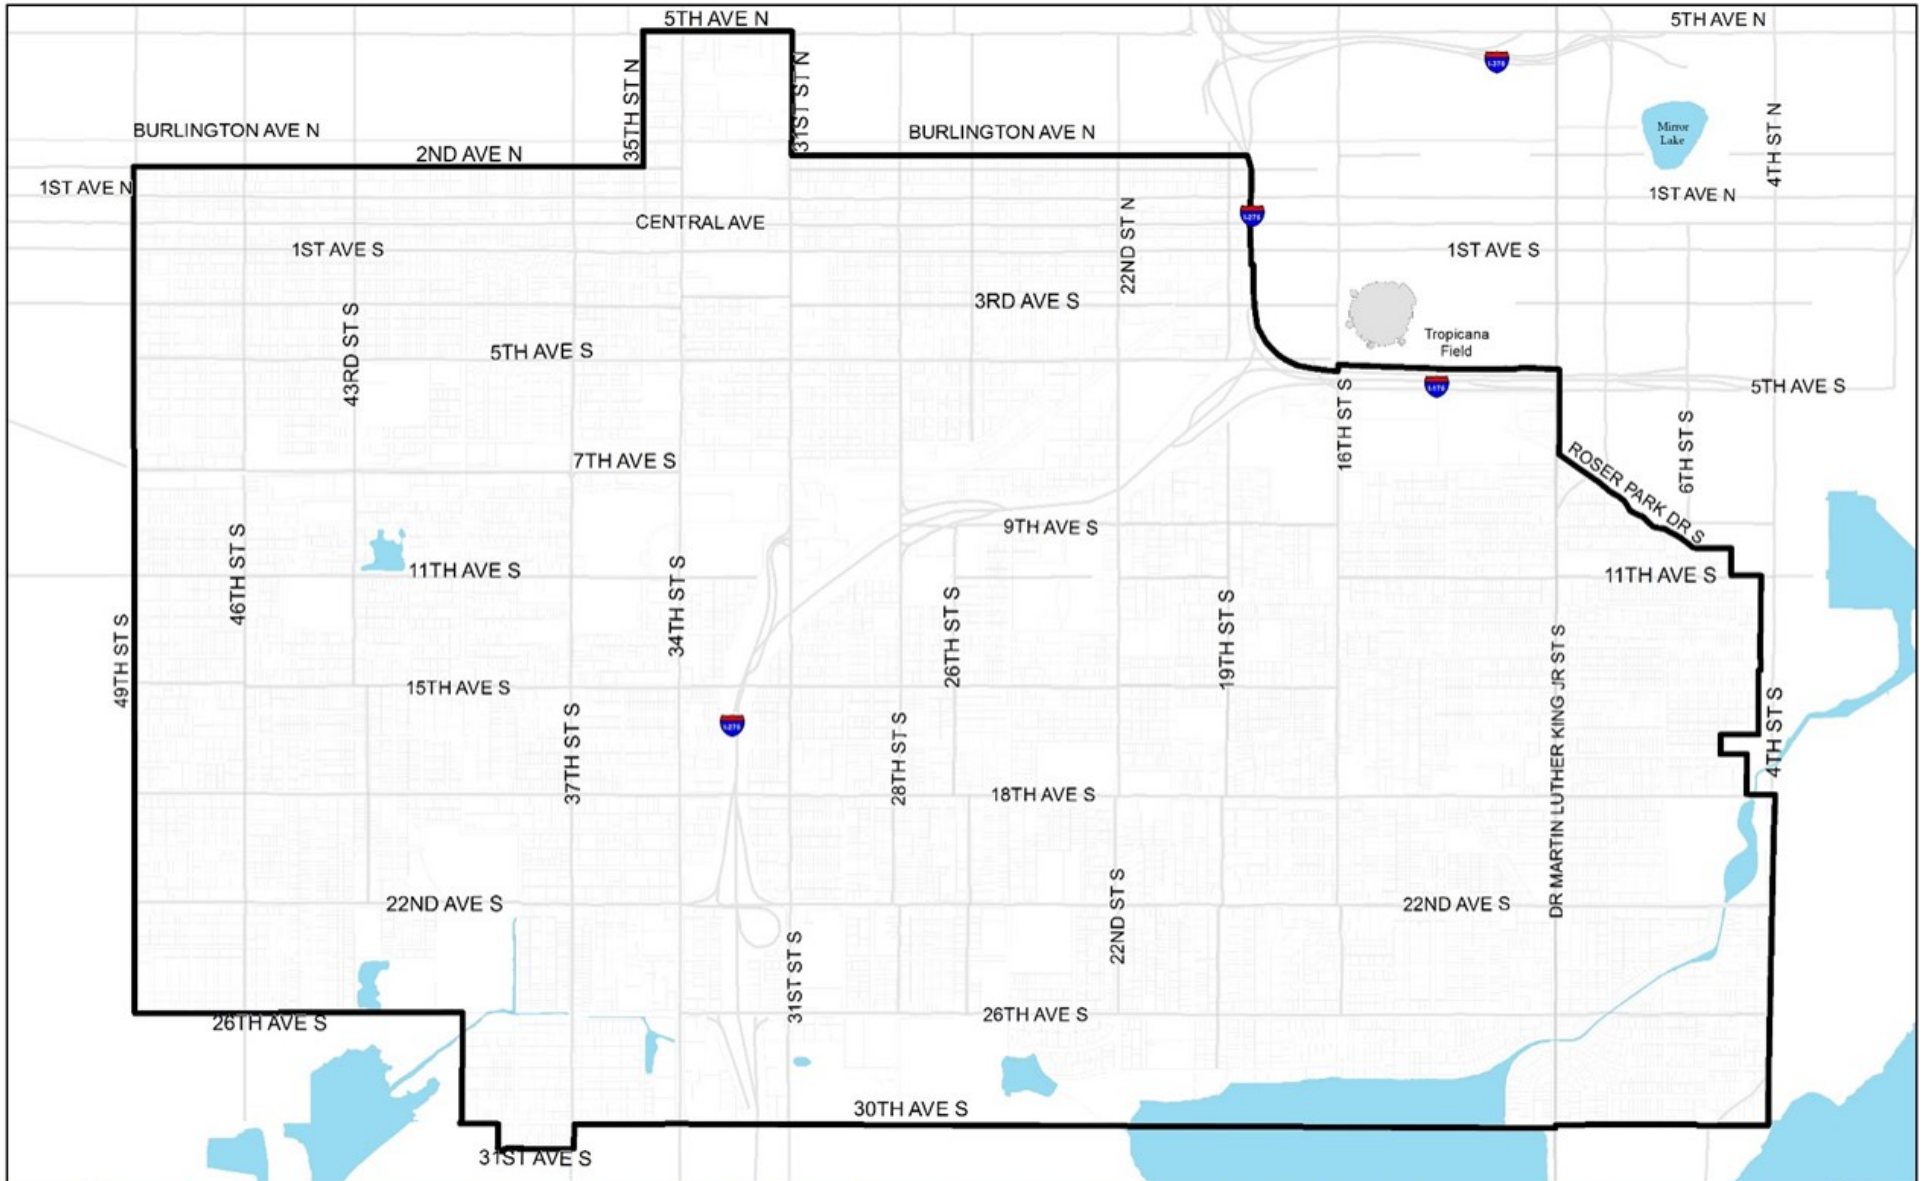 5TH AVE N
5TH AVE N
I-275
35TH ST N
31ST ST N
BURLINGTON AVE N
BURLINGTON AVE N
Mirror
Lake
4TH ST N
2ND AVE N
1ST AVE N
1ST AVE N
CENTRAL AVE
22ND ST N
I-275
1ST AVE S
1ST AVE S
3RD AVE S
43RD ST S
Tropicana
Field
5TH AVE S
I-175
5TH AVE S
16TH ST S
6TH ST S
7TH AVE S
ROSER PARK DR S
9TH AVE S
46TH ST S
11TH AVE S
34TH ST S
11TH AVE S
49TH ST S
26TH ST S
19TH ST S
DR MARTIN LUTHER KING JR ST S
15TH AVE S
I-275
37TH ST S
28TH ST S
4TH ST S
18TH AVE S
22ND AVE S
22ND ST S
22ND AVE S
31ST ST S
26TH AVE S
26TH AVE S
30TH AVE S
31ST AVE S